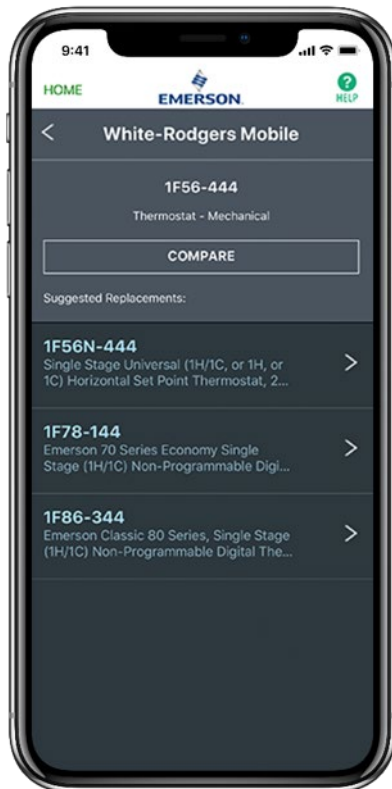 9:41
HOME
EMERSON
?
HELP
< White-Rodgers Mobile
1F56-444
Thermostat - Mechanical
COMPARE
Suggested Replacements:
1F56N-444
Single Stage Universal (1H/1C, or 1H, or
1C) Horizontal Set Point Thermostat, 2...
1F78-144
Emerson 70 Series Economy Single
Stage (1H/1C) Non-Programmable Digi...
1F86-344
Emerson Classic 80 Series, Single Stage
(1H/1C) Non-Programmable Digital The...